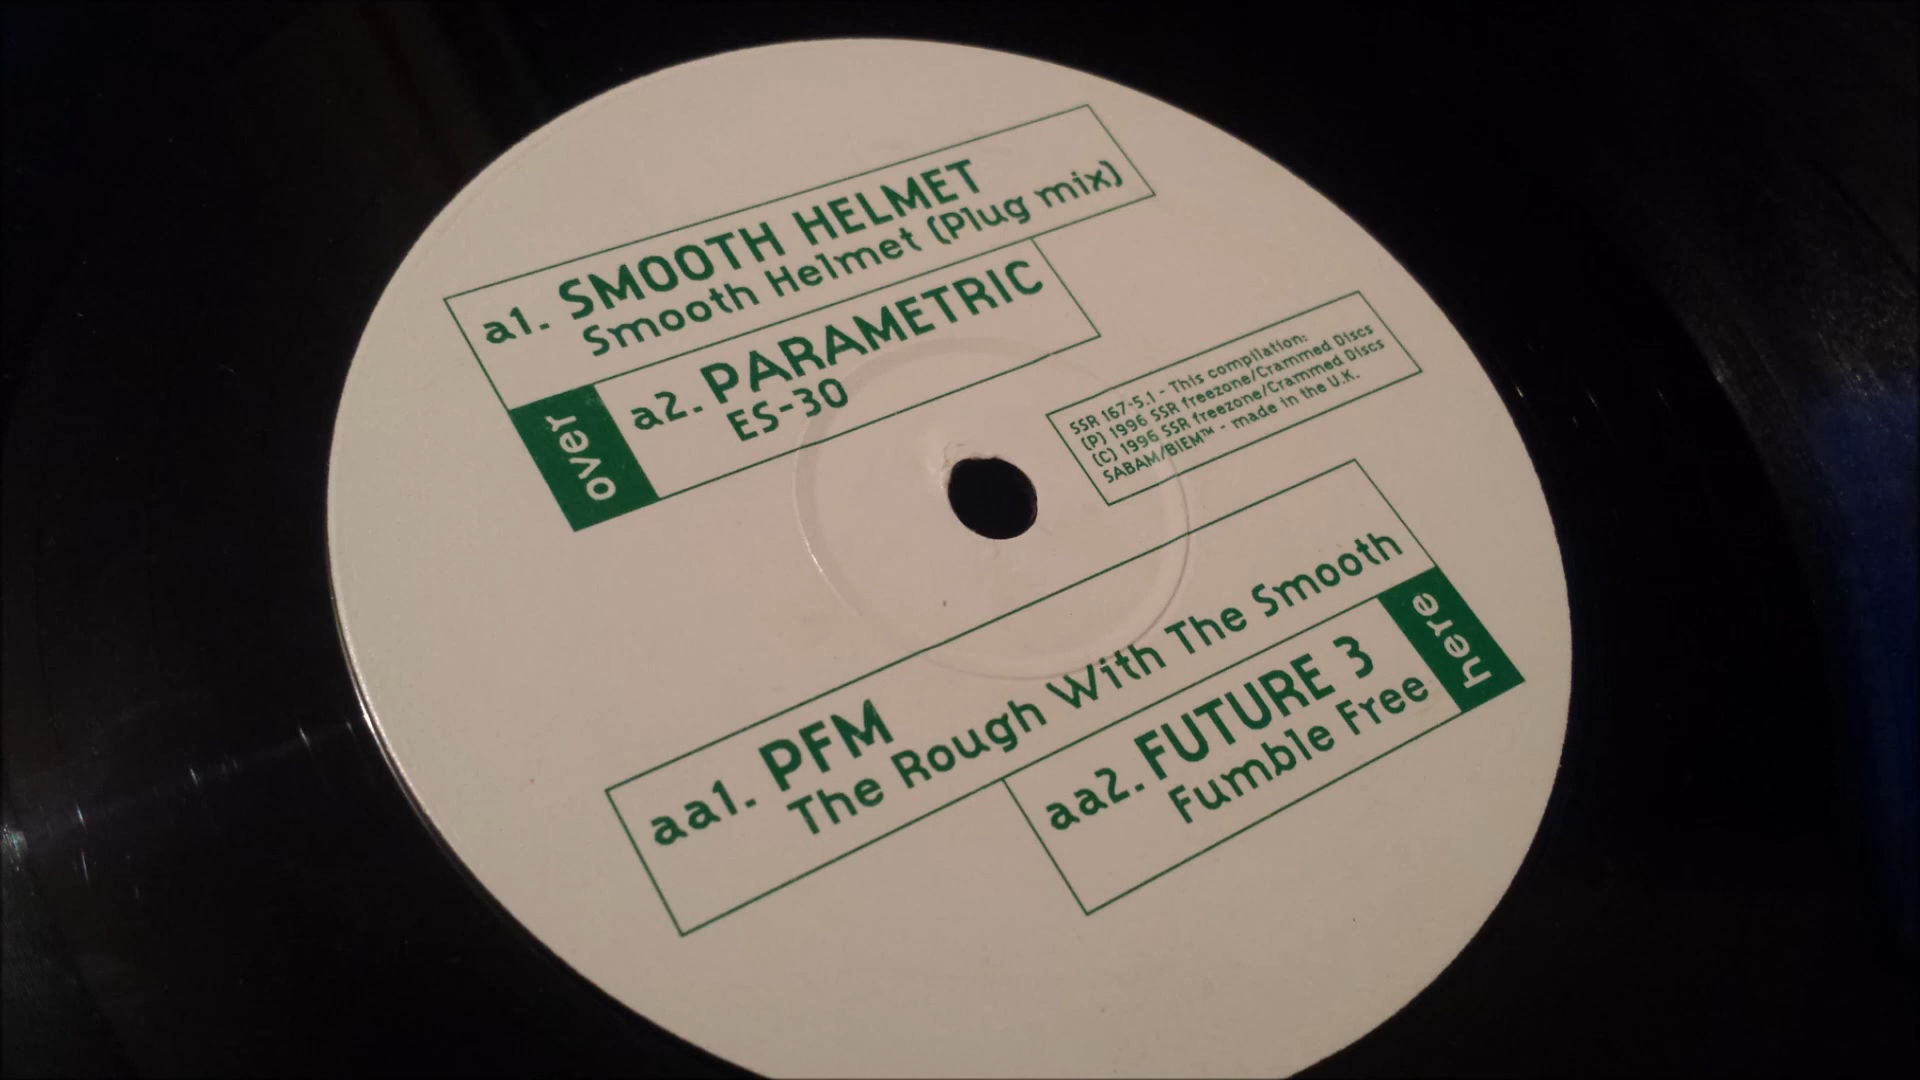 a1. SMOOTH HELMET
Smooth Helmet (Plug mix)
over
a2. PARAMETRIC
ES-30
SSR 167-5.1 - This compilation:
(P) 1996 SSR freezone/Crammed Discs
(C) 1996 SSR freezone/Crammed Discs
SABAM/BIEM™ - made in the U.K.
aa1. PFM
The Rough With The Smooth
here
aa2. FUTURE 3
Fumble Free